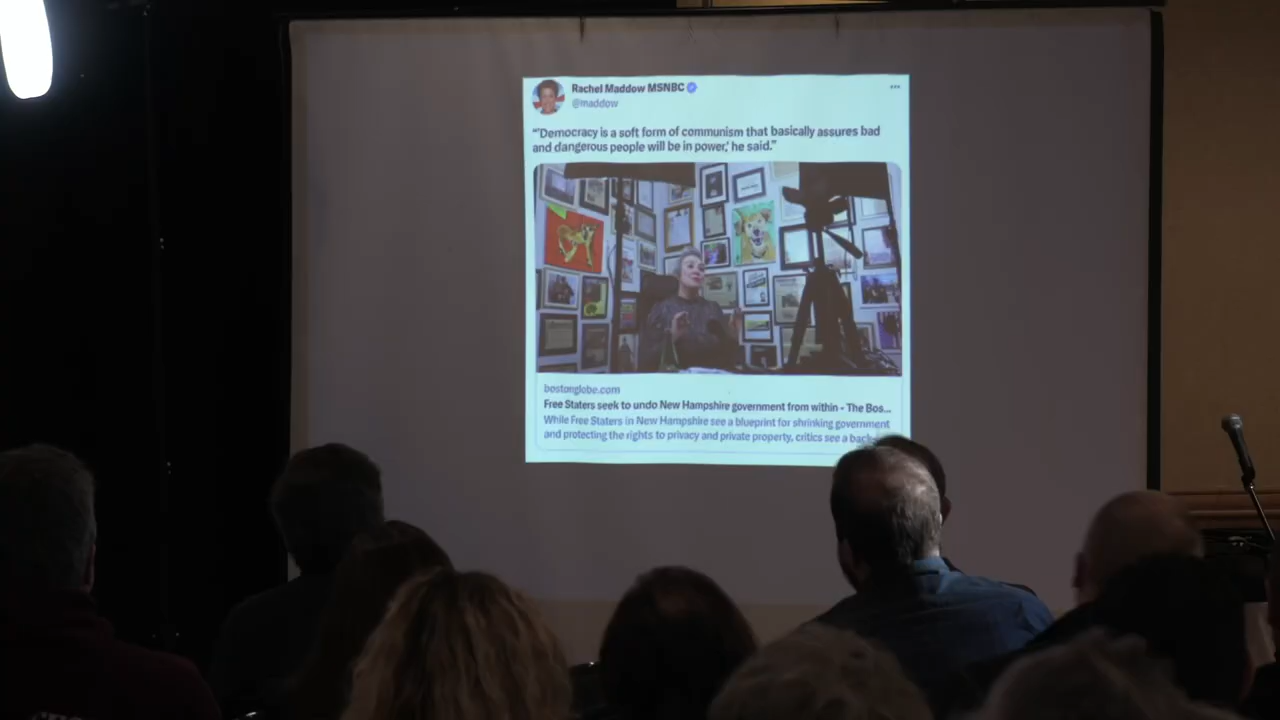 Rachel Maddow MSNBC
@maddow
"'Democracy is a soft form of communism that basically assures bad
and dangerous people will be in power,' he said."
bostonglobe.com
Free Staters seek to undo New Hampshire government from within - The Bos...
While Free Staters in New Hampshire see a blueprint for shrinking government
and protecting the rights to privacy and private property, critics see a back